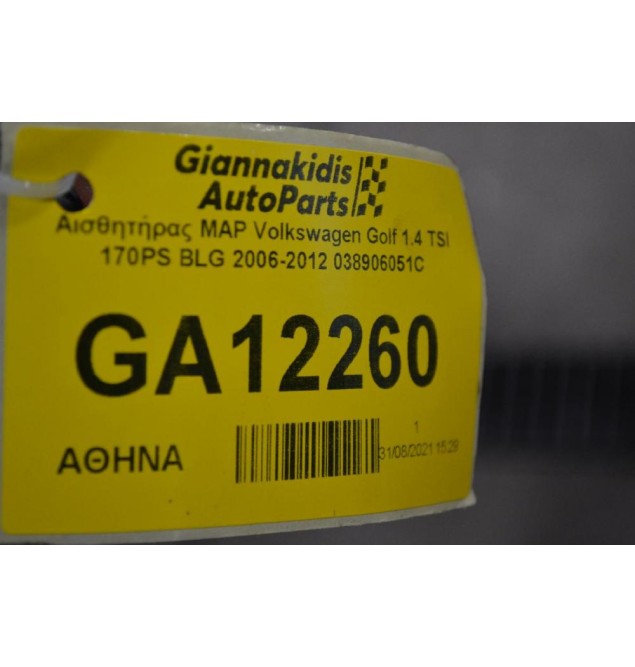 Giannakidis
AutoParts
Αισθητήρας MAP Volkswagen Golf 1.4 TSI
170PS BLG 2006-2012 038906051C
GA12260
ΑΘΗΝΑ
1
31/08/2021 15:29